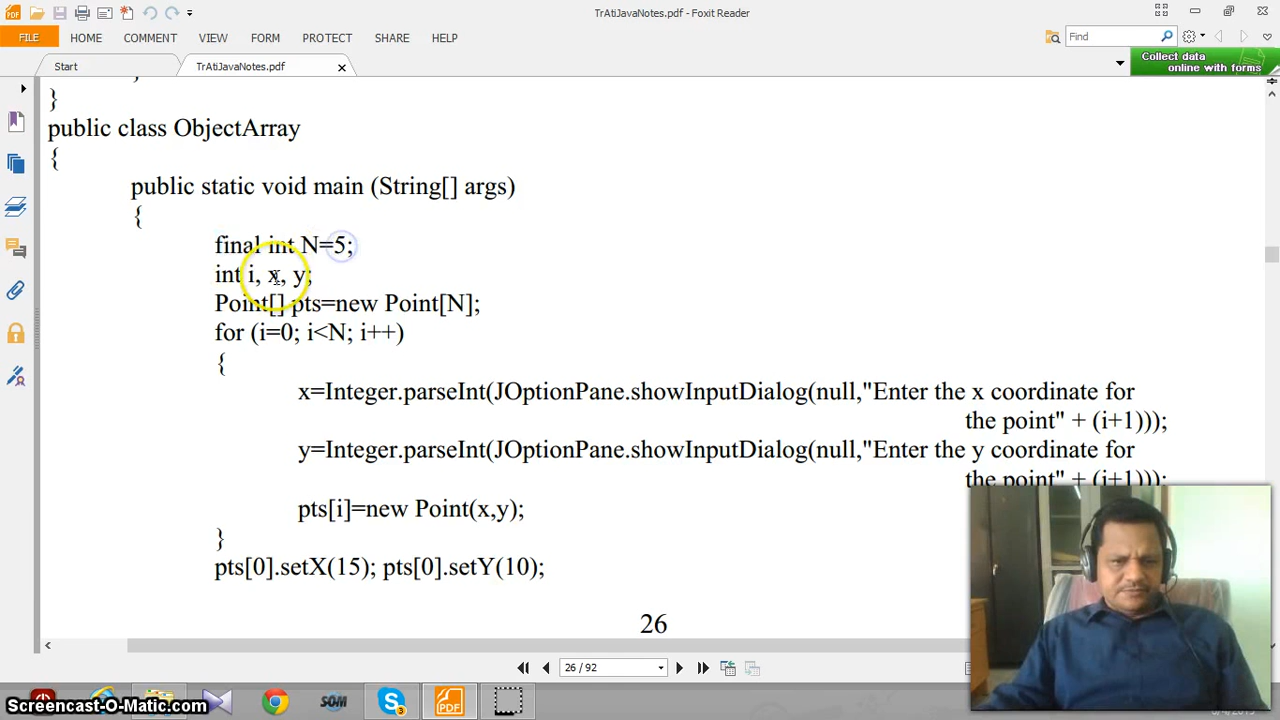 TrAtiJavaNotes.pdf - Foxit Reader
FILE HOME COMMENT VIEW FORM PROTECT SHARE HELP
Find
Start TrAtiJavaNotes.pdf
Collect data
online with forms
}
public class ObjectArray
{
public static void main (String[] args)
{
final int N=5;
int i, x, y;
Point[] pts=new Point[N];
for (i=0; i<N; i++)
{
x=Integer.parseInt(JOptionPane.showInputDialog(null,"Enter the x coordinate for
the point" + (i+1)));
y=Integer.parseInt(JOptionPane.showInputDialog(null,"Enter the y coordinate for
the point" + (i+1)));
pts[i]=new Point(x,y);
}
pts[0].setX(15); pts[0].setY(10);
26
26 / 92
SOM
Screencast-O-Matic.com